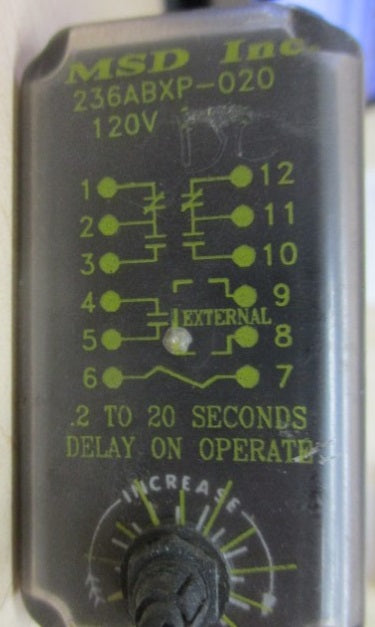 MSD Inc.
236ABXP-020
120V DC
1 12
2 11
3 10
4 9
EXTERNAL
5 8
6 7
.2 TO 20 SECONDS
DELAY ON OPERATE
INCREASE